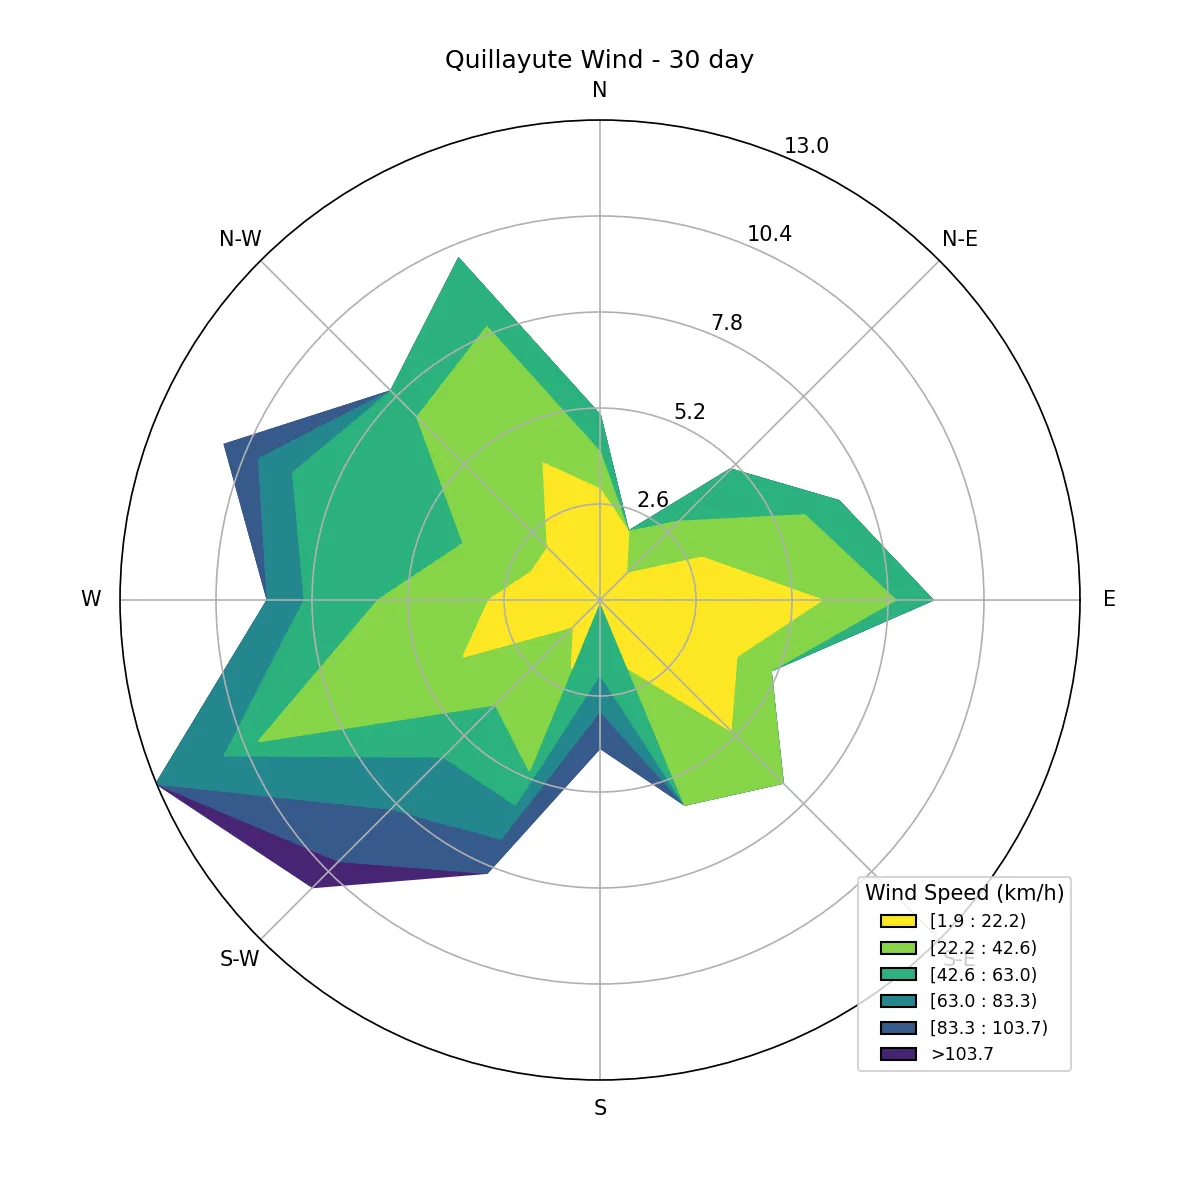 Quillayute Wind - 30 day
N
13.0
N-W
10.4
N-E
7.8
5.2
2.6
W
E
S-W
S-E
S
Wind Speed (km/h)
[1.9 : 22.2)
[22.2 : 42.6)
[42.6 : 63.0)
[63.0 : 83.3)
[83.3 : 103.7)
>103.7